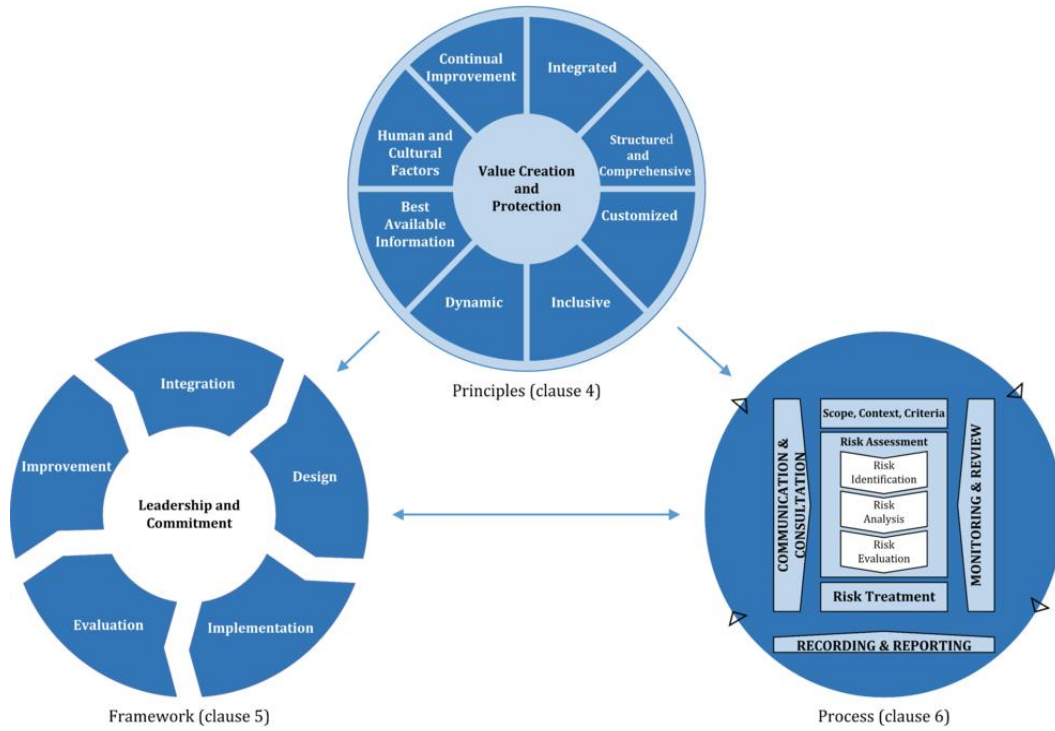 Continual
Improvement
Integrated
Human and
Cultural
Factors
Structured
and
Comprehensive
Value Creation
and
Protection
Best
Available
Information
Customized
Dynamic
Inclusive
Principles (clause 4)
Integration
Improvement
Design
Leadership and
Commitment
Evaluation
Implementation
Framework (clause 5)
Scope, Context, Criteria
Risk Assessment
Risk
Identification
Risk
Analysis
Risk
Evaluation
Risk Treatment
COMMUNICATION &
CONSULTATION
MONITORING & REVIEW
RECORDING & REPORTING
Process (clause 6)